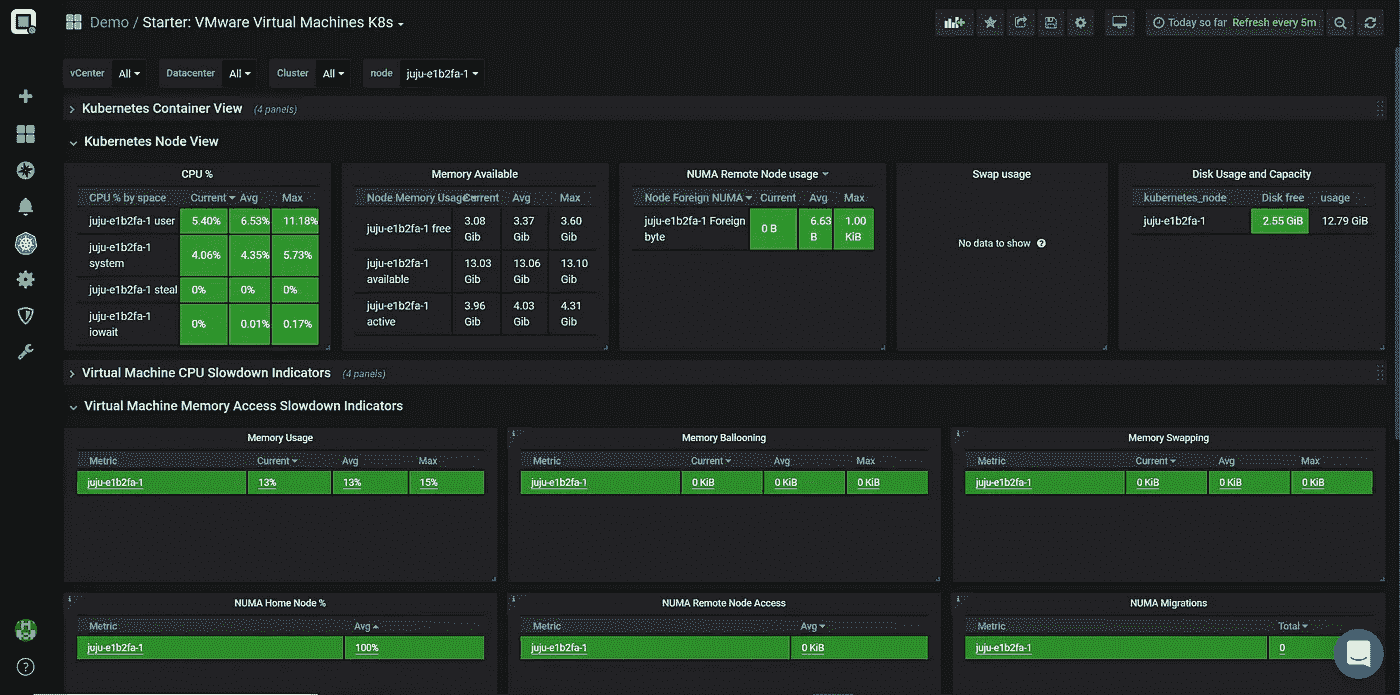 Demo / Starter: VMware Virtual Machines K8s
Today so far Refresh every 5m
vCenter All Datacenter All Cluster All node juju-e1b2fa-1
Kubernetes Container View (4 panels)
Kubernetes Node View
CPU %
CPU % by space Current Avg Max
juju-e1b2fa-1 user 5.40% 6.53% 11.18%
juju-e1b2fa-1
system 4.06% 4.35% 5.73%
juju-e1b2fa-1 steal 0% 0% 0%
juju-e1b2fa-1
iowait 0% 0.01% 0.17%
Memory Available
Node Memory Usage Current Avg Max
juju-e1b2fa-1 free 3.08 Gib 3.37 Gib 3.60 Gib
juju-e1b2fa-1
available 13.03 Gib 13.06 Gib 13.10 Gib
juju-e1b2fa-1
active 3.96 Gib 4.03 Gib 4.31 Gib
NUMA Remote Node usage
Node Foreign NUMA Current Avg Max
juju-e1b2fa-1 Foreign
byte 0 B 6.63 B 1.00 KiB
Swap usage
No data to show ?
Disk Usage and Capacity
kubernetes_node Disk free usage
juju-e1b2fa-1 2.55 GiB 12.79 GiB
Virtual Machine CPU Slowdown Indicators (4 panels)
Virtual Machine Memory Access Slowdown Indicators
Memory Usage
Metric Current Avg Max
juju-e1b2fa-1 13% 13% 15%
Memory Ballooning
Metric Current Avg Max
juju-e1b2fa-1 0 KiB 0 KiB 0 KiB
Memory Swapping
Metric Current Avg Max
juju-e1b2fa-1 0 KiB 0 KiB 0 KiB
NUMA Home Node %
Metric Avg
juju-e1b2fa-1 100%
NUMA Remote Node Access
Metric Avg
juju-e1b2fa-1 0 KiB
NUMA Migrations
Metric Total
juju-e1b2fa-1 0